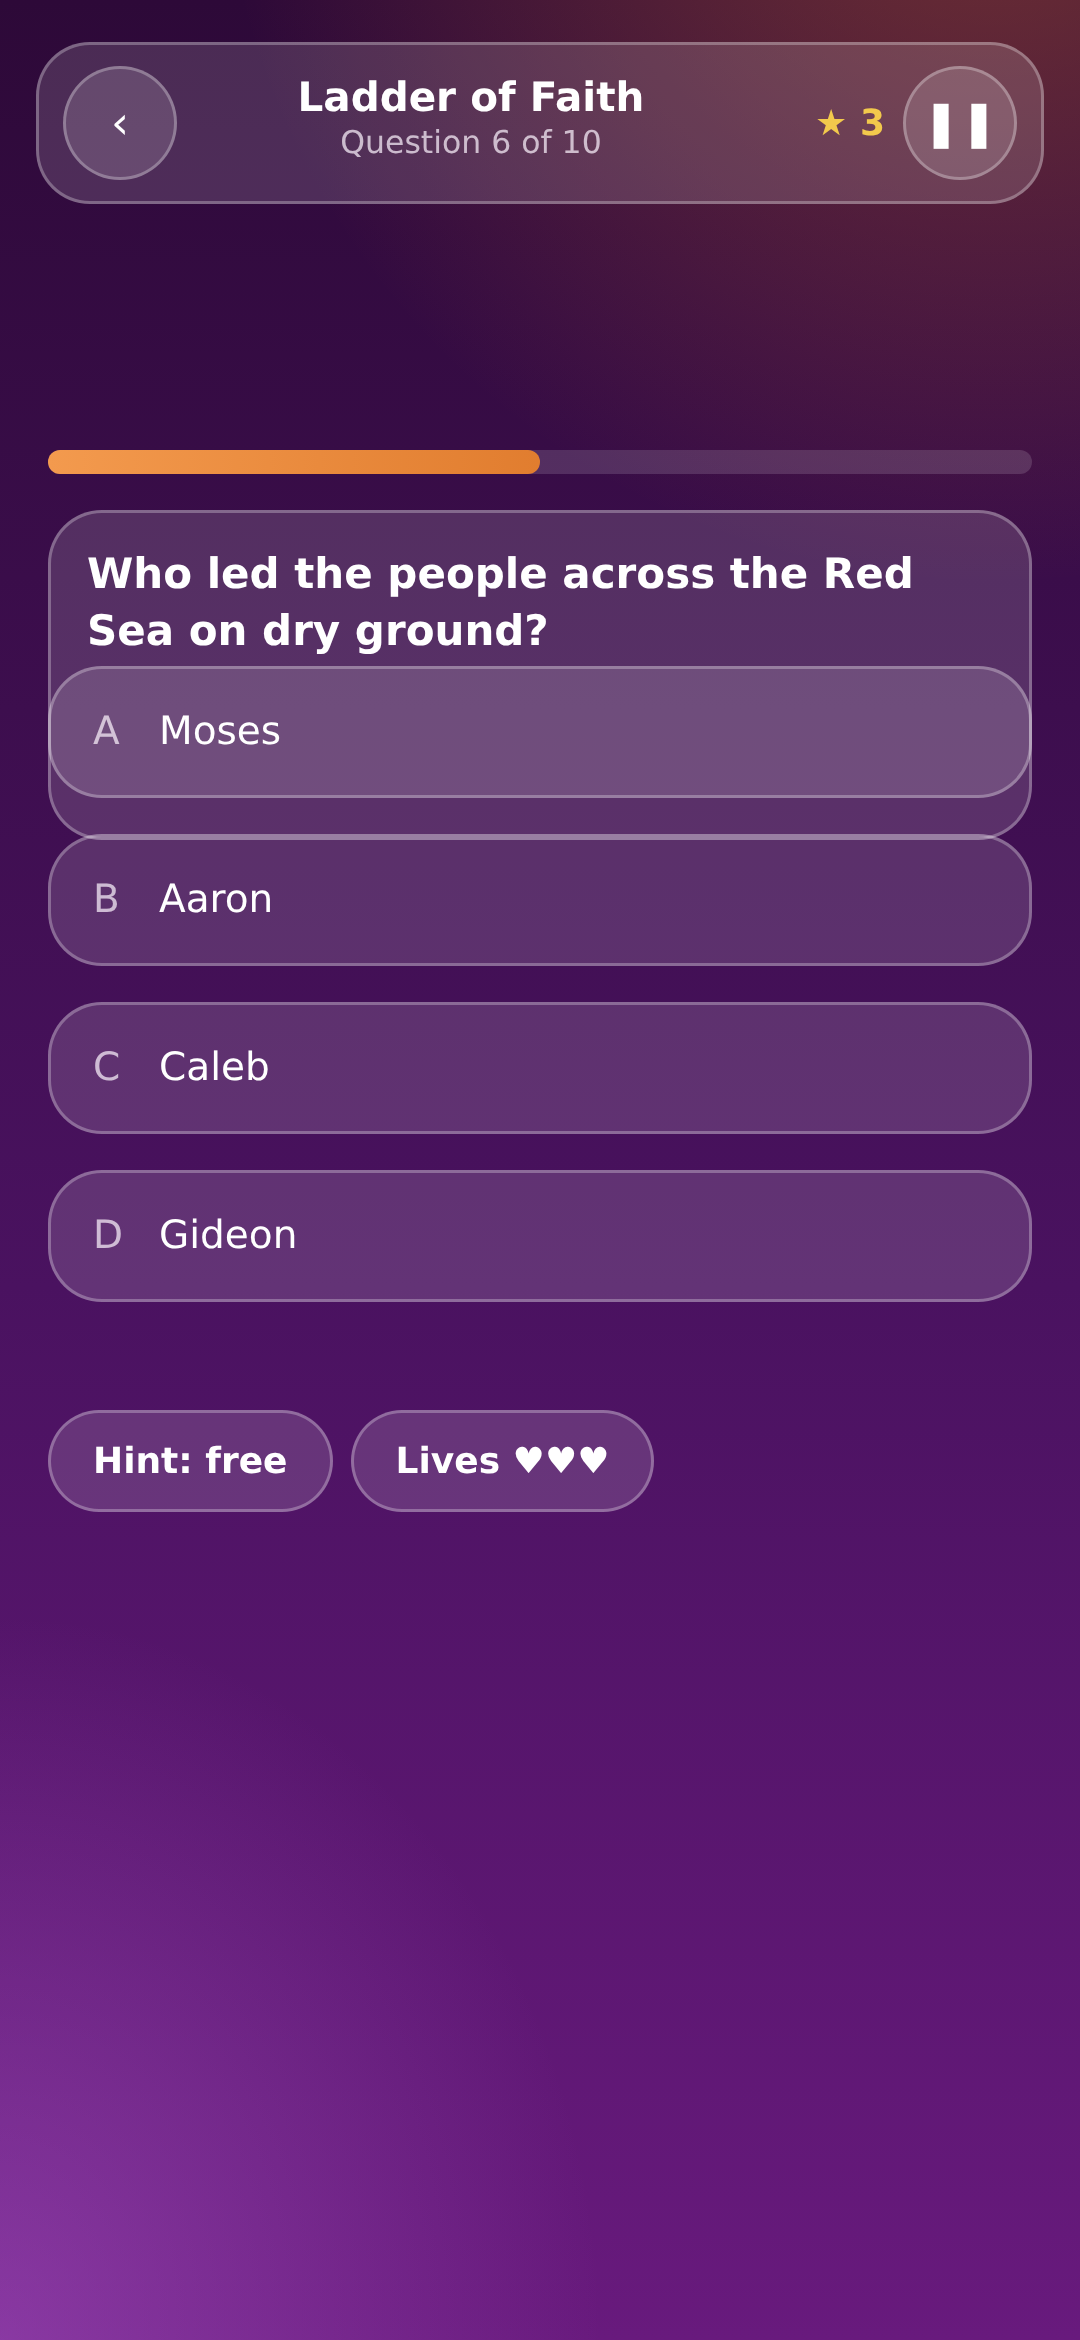 ‹
Ladder of Faith
Question 6 of 10
★ 3
❚❚
Who led the people across the Red
Sea on dry ground?
A Moses
B Aaron
C Caleb
D Gideon
Hint: free
Lives ♥♥♥